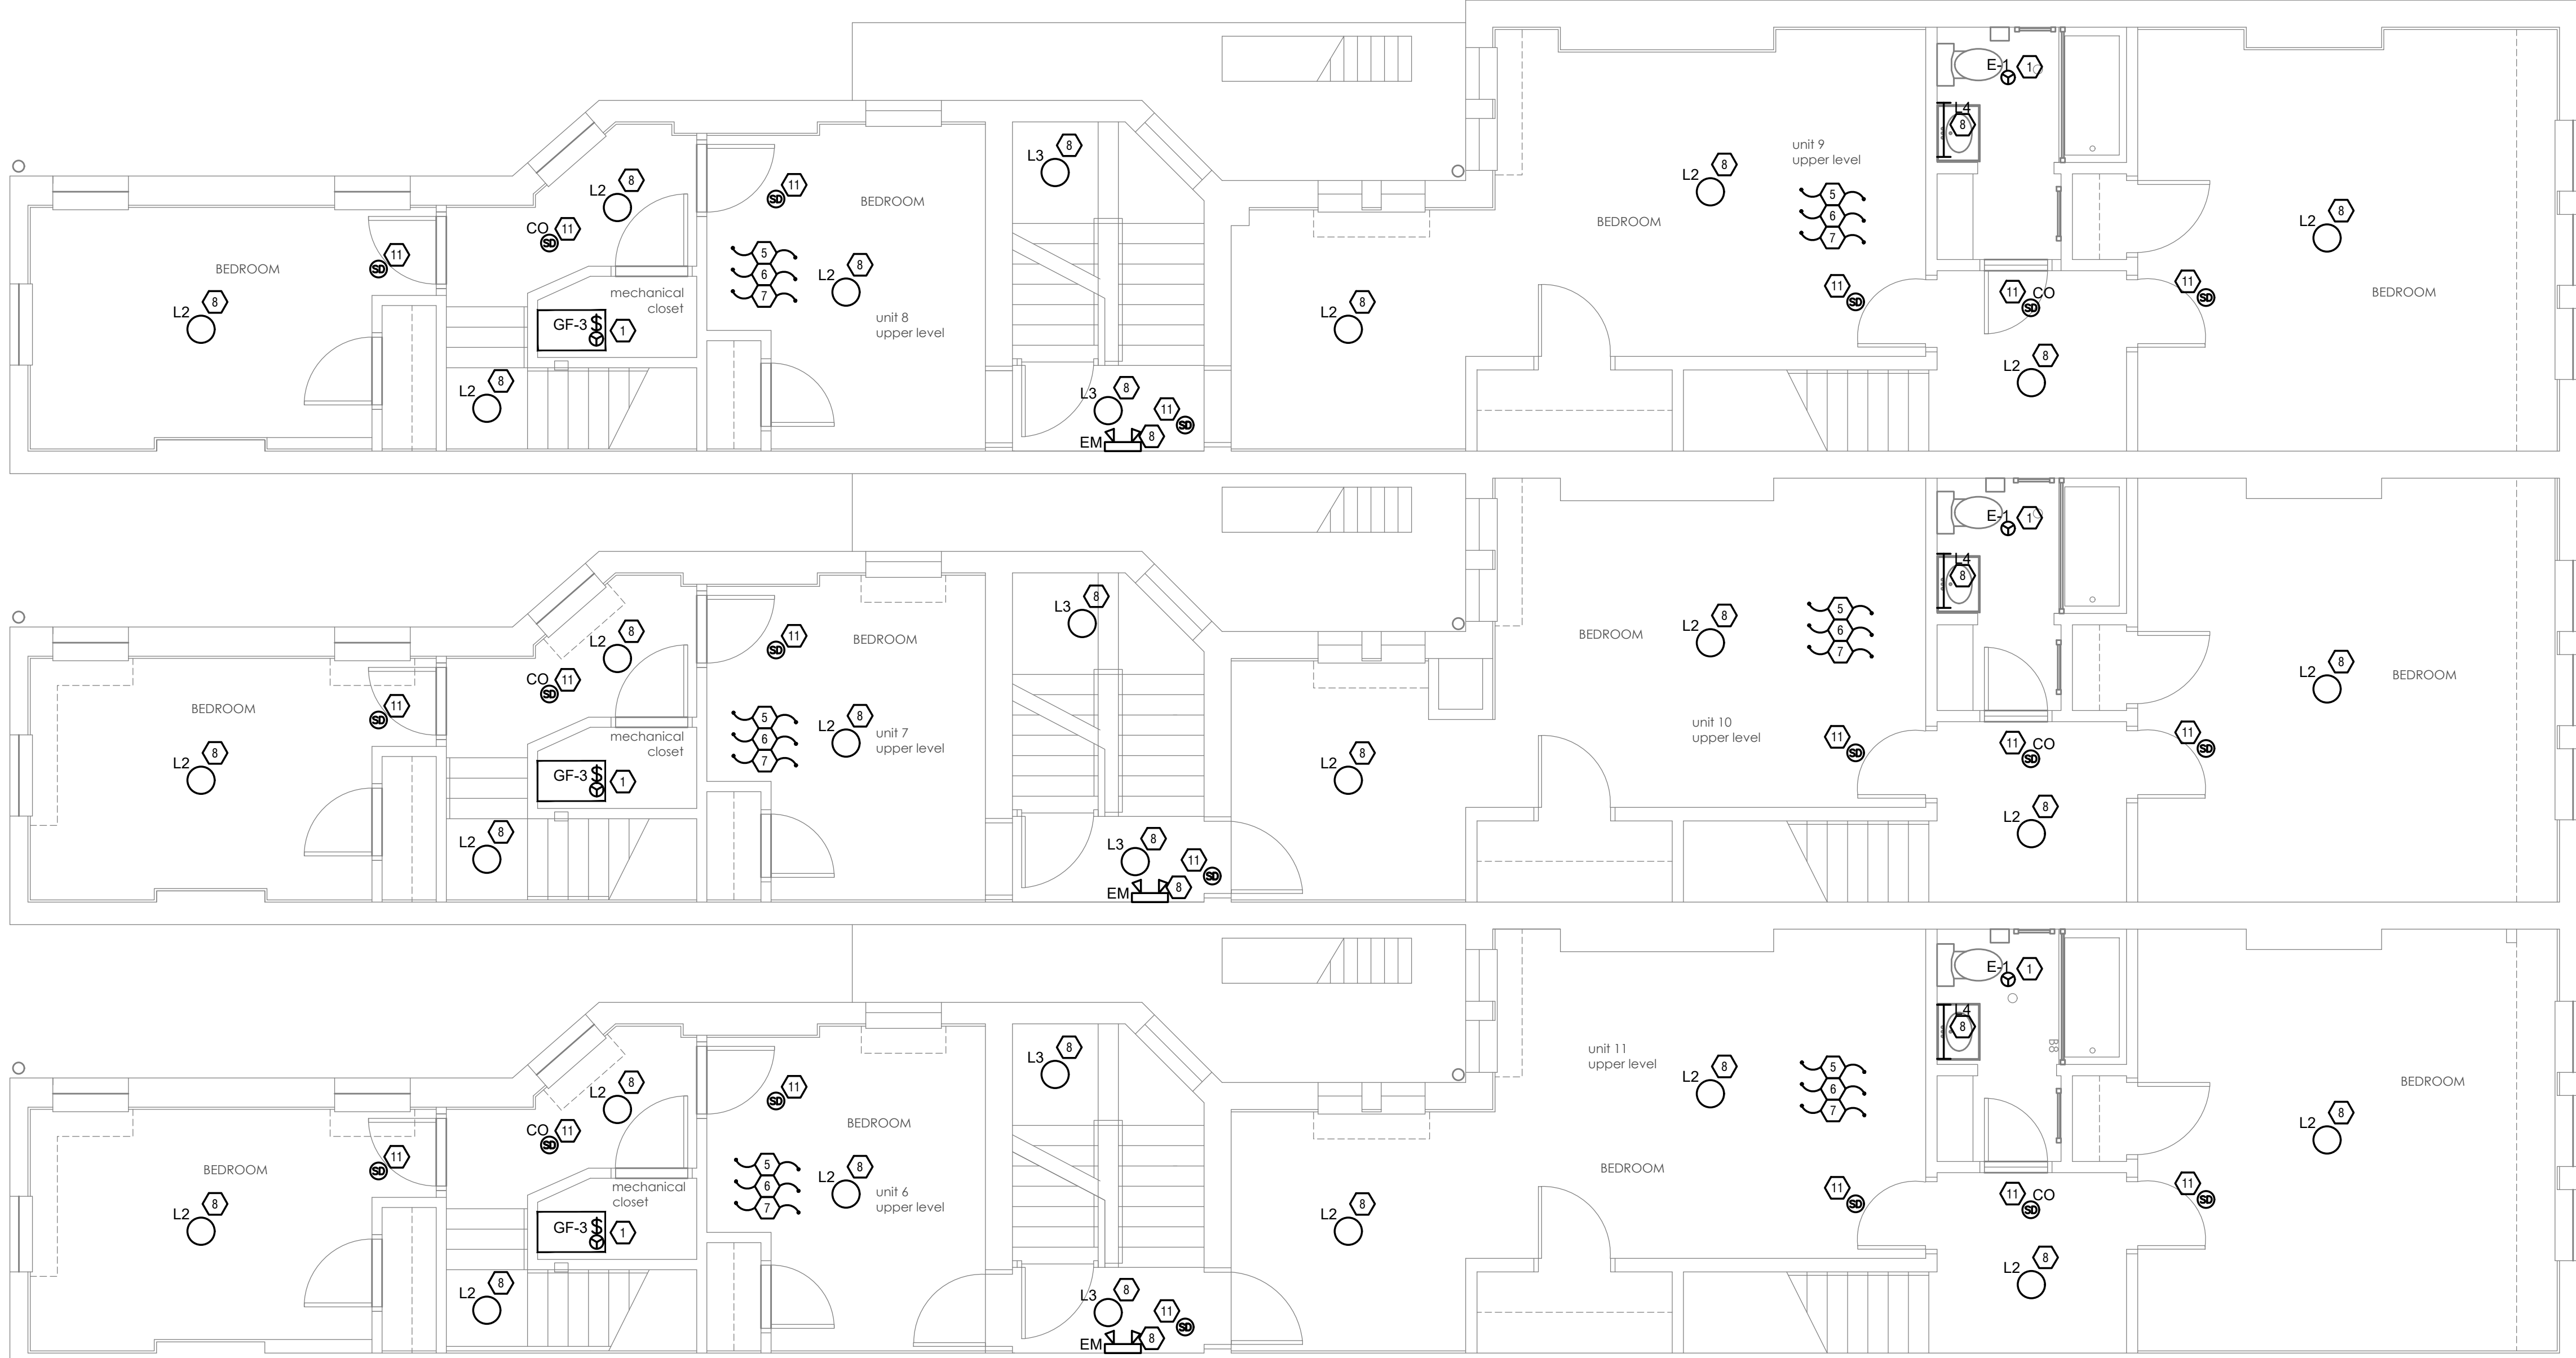 E-1 1
L4
8
L3 8
unit 9
upper level
L2 8
L2 8
11
BEDROOM
L2 8
5
6
7
BEDROOM
L2 8
CO 11
SD
SD
11
SD
BEDROOM
5
6
7
L2 8
mechanical
closet
GF-3 $ 1
unit 8
upper level
L2 8
L2 8
11
SD
11 CO
SD
11
SD
BEDROOM
L2 8
L2 8
L2 8
L3 8
11
SD
EM 8
E-1 1
L4
8
L3 8
BEDROOM
L2 8
5
6
7
L2 8
11
SD
BEDROOM
L2 8
BEDROOM
CO 11
SD
BEDROOM
11
SD
5
6
7
L2 8
unit 7
upper level
mechanical
closet
GF-3 $ 1
L2 8
L2 8
unit 10
upper level
11
SD
11 CO
SD
11
SD
L2 8
L2 8
L3 8
11
SD
EM 8
E-1 1
L4
8
B8
L3 8
unit 11
upper level
L2 8
5
6
7
L2 8
11
SD
BEDROOM
L2 8
BEDROOM
CO 11
SD
BEDROOM
11
SD
5
6
7
L2 8
unit 6
upper level
mechanical
closet
GF-3 $ 1
L2 8
L2 8
BEDROOM
11
SD
11 CO
SD
11
SD
L2 8
L2 8
L3 8
11
SD
EM 8